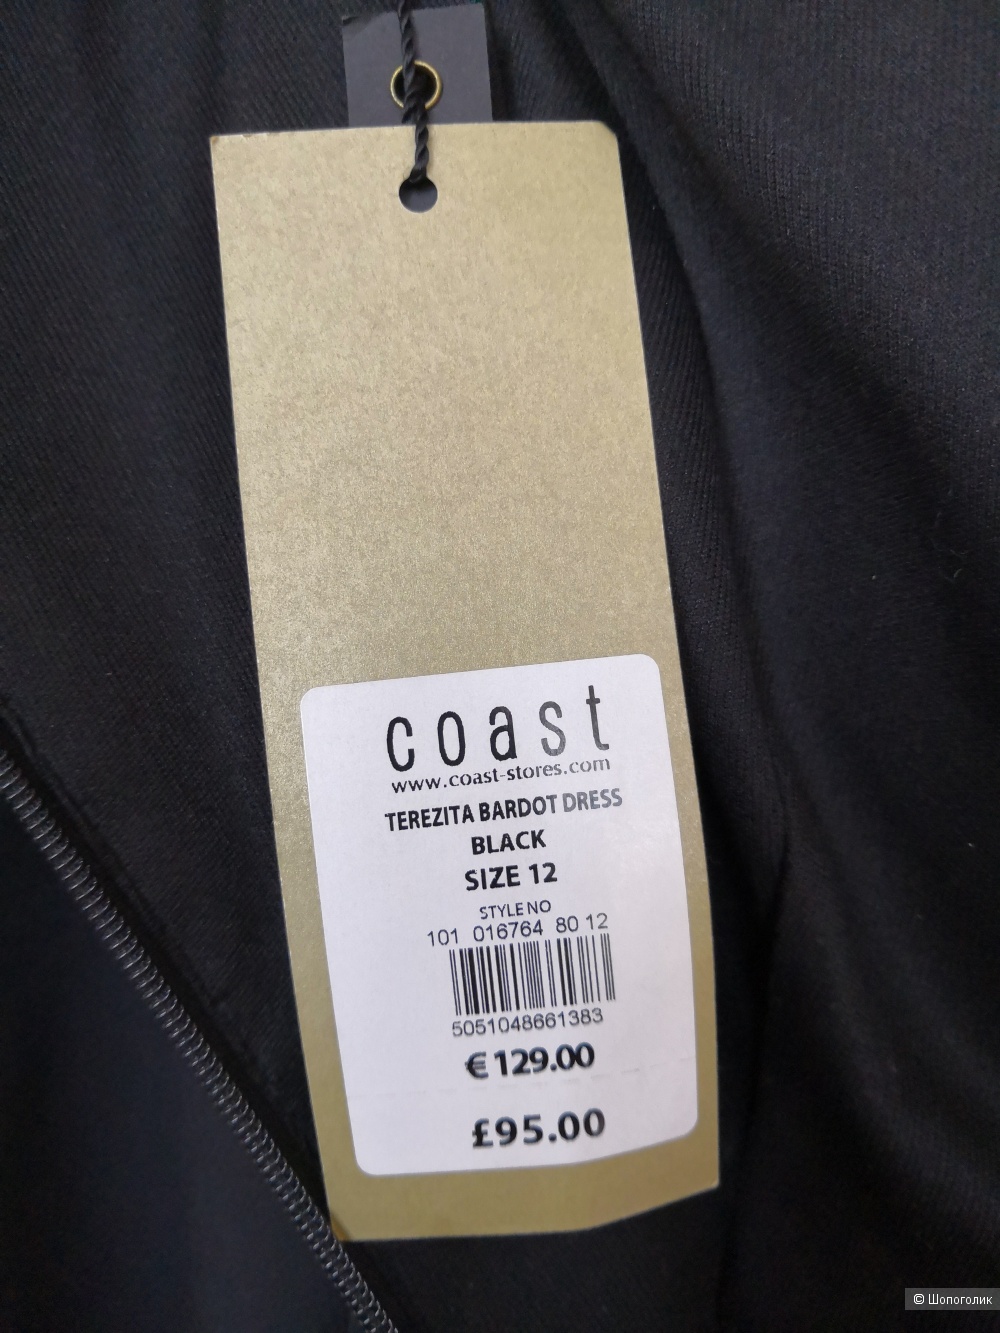 coast
www.coast-stores.com
TEREZITA BARDOT DRESS
BLACK
SIZE 12
STYLE NO
101 016764 80 12
5051048661383
€129.00
£95.00
© Шопоголик